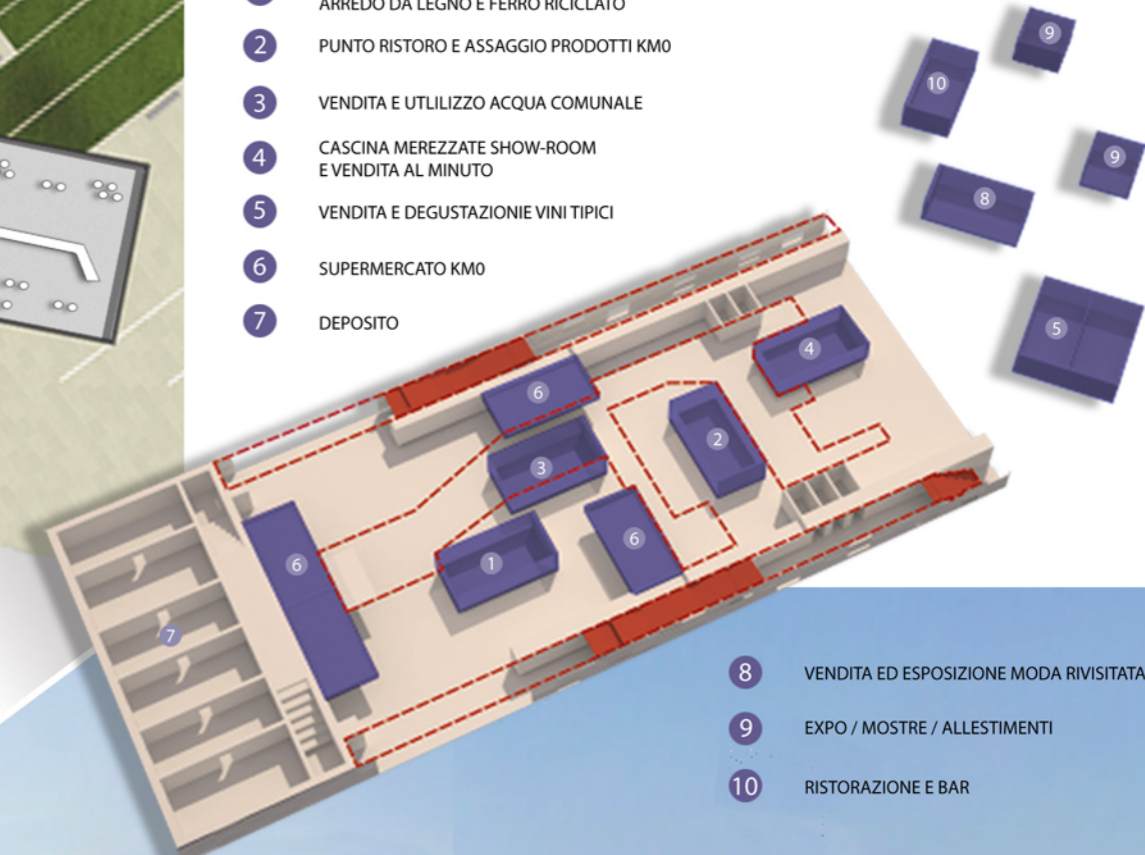 ARREDO DA LEGNO E FERRO RICICLATO
2 PUNTO RISTORO E ASSAGGIO PRODOTTI KM0
3 VENDITA E UTLILIZZO ACQUA COMUNALE
4 CASCINA MEREZZATE SHOW-ROOM
E VENDITA AL MINUTO
5 VENDITA E DEGUSTAZIONIE VINI TIPICI
6 SUPERMERCATO KM0
7 DEPOSITO
9
10
9
8
5
4
6
2
3
6
1
6
7
8 VENDITA ED ESPOSIZIONE MODA RIVISITATA
9 EXPO / MOSTRE / ALLESTIMENTI
10 RISTORAZIONE E BAR